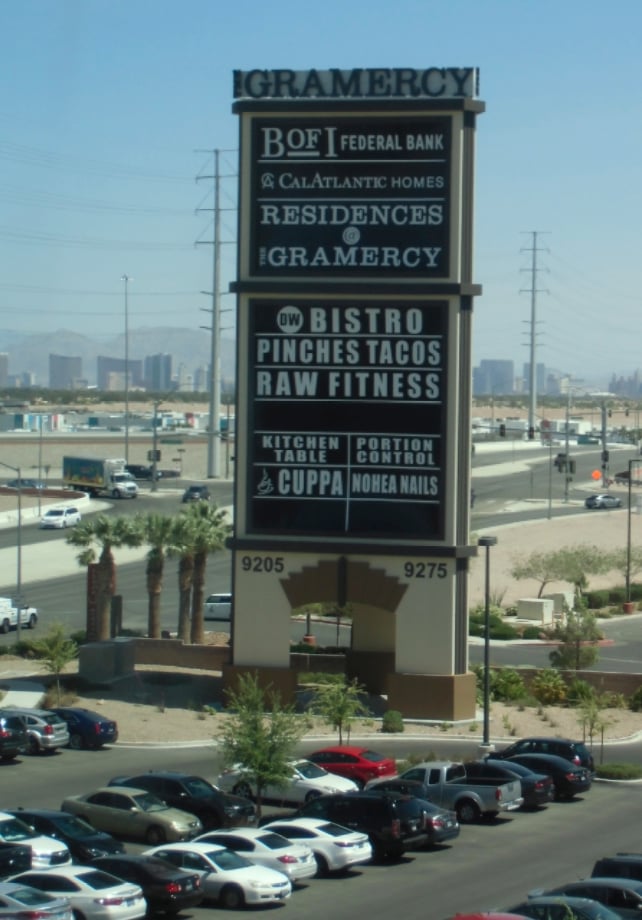 GRAMERCY
BOFI FEDERAL BANK
CALATLANTIC HOMES
RESIDENCES
@
THE GRAMERCY
DW BISTRO
PINCHES TACOS
RAW FITNESS
KITCHEN TABLE
PORTION CONTROL
CUPPA
NOHEA NAILS
9205
9275